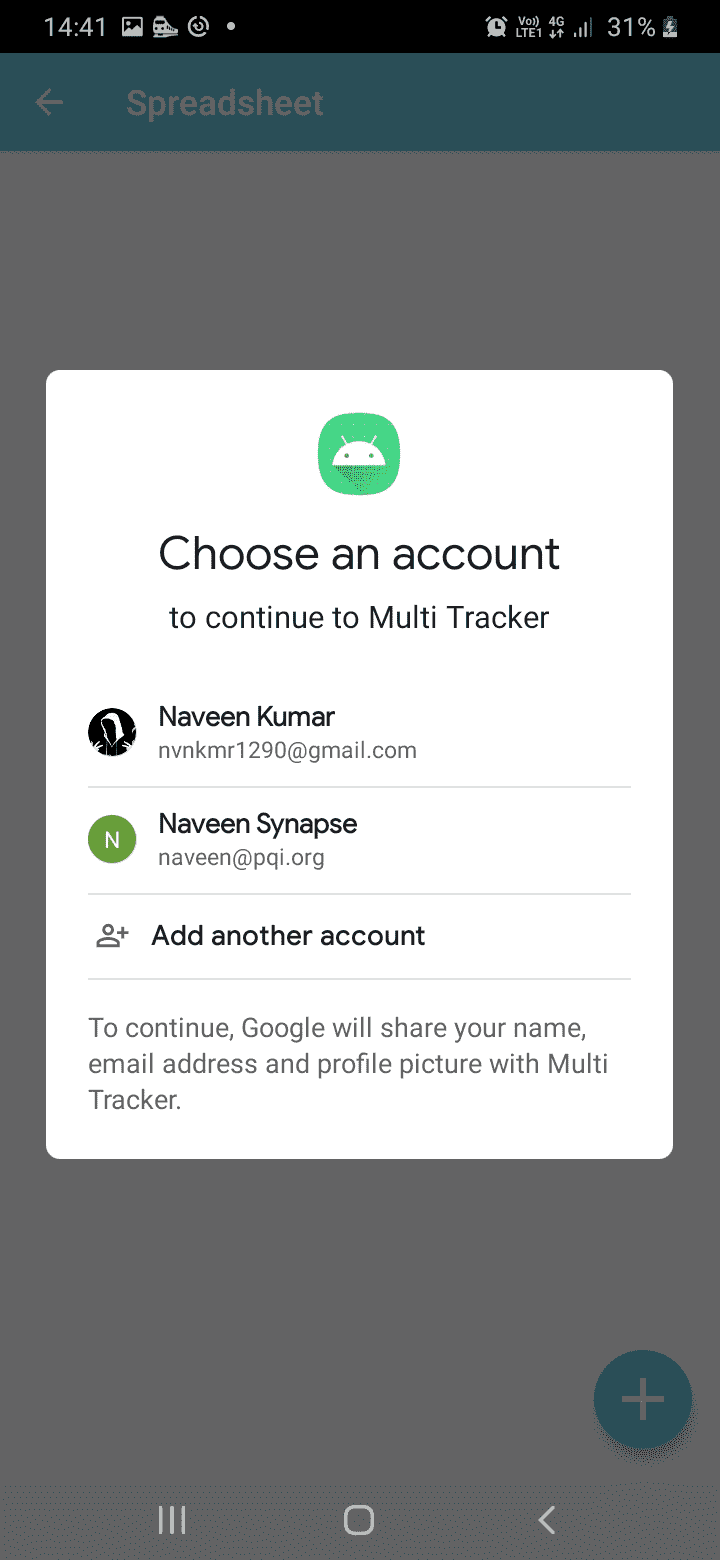 14:41 Vo)) LTE1 4G 31%
Spreadsheet
Choose an account
to continue to Multi Tracker
Naveen Kumar
nvnkmr1290@gmail.com
N
Naveen Synapse
naveen@pqi.org
Add another account
To continue, Google will share your name,
email address and profile picture with Multi
Tracker.